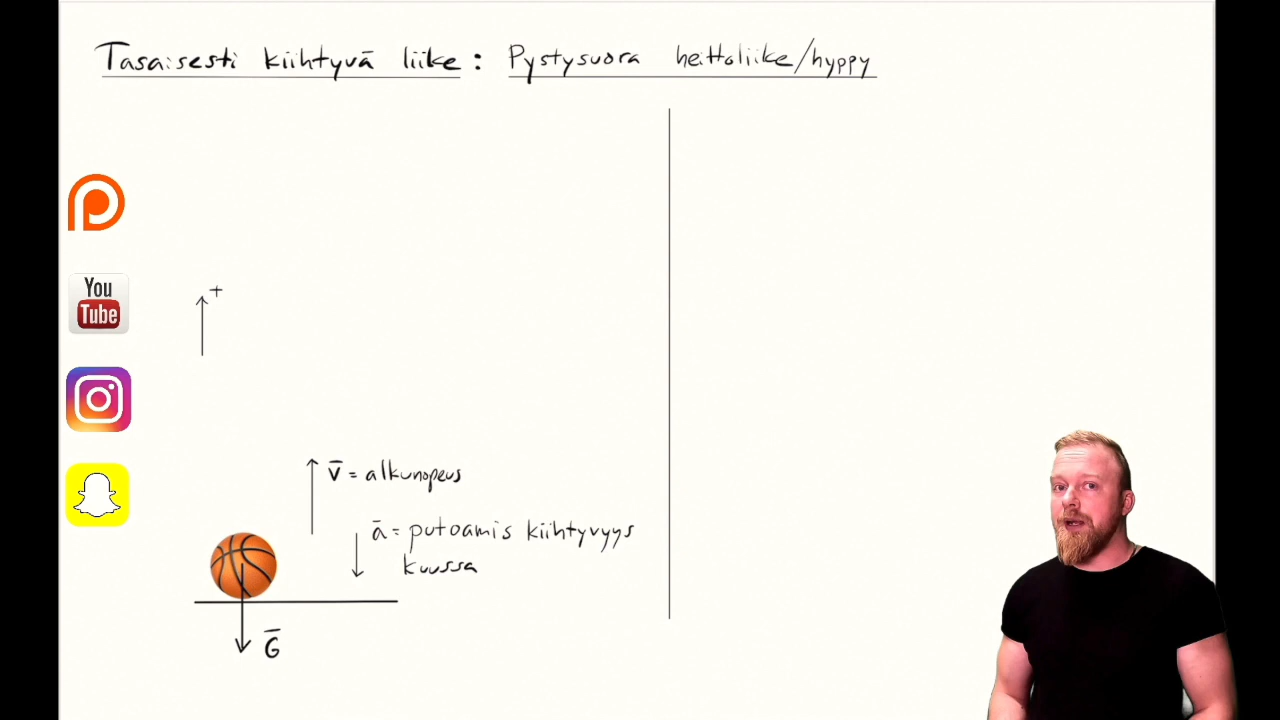 Tasaisesti kiihtyvä liike : Pystysuora heittoliike/hyppy
You
Tube
+
v̄ = alkunopeus
ā = putoamis kiihtyvyys
kuussa
Ḡ